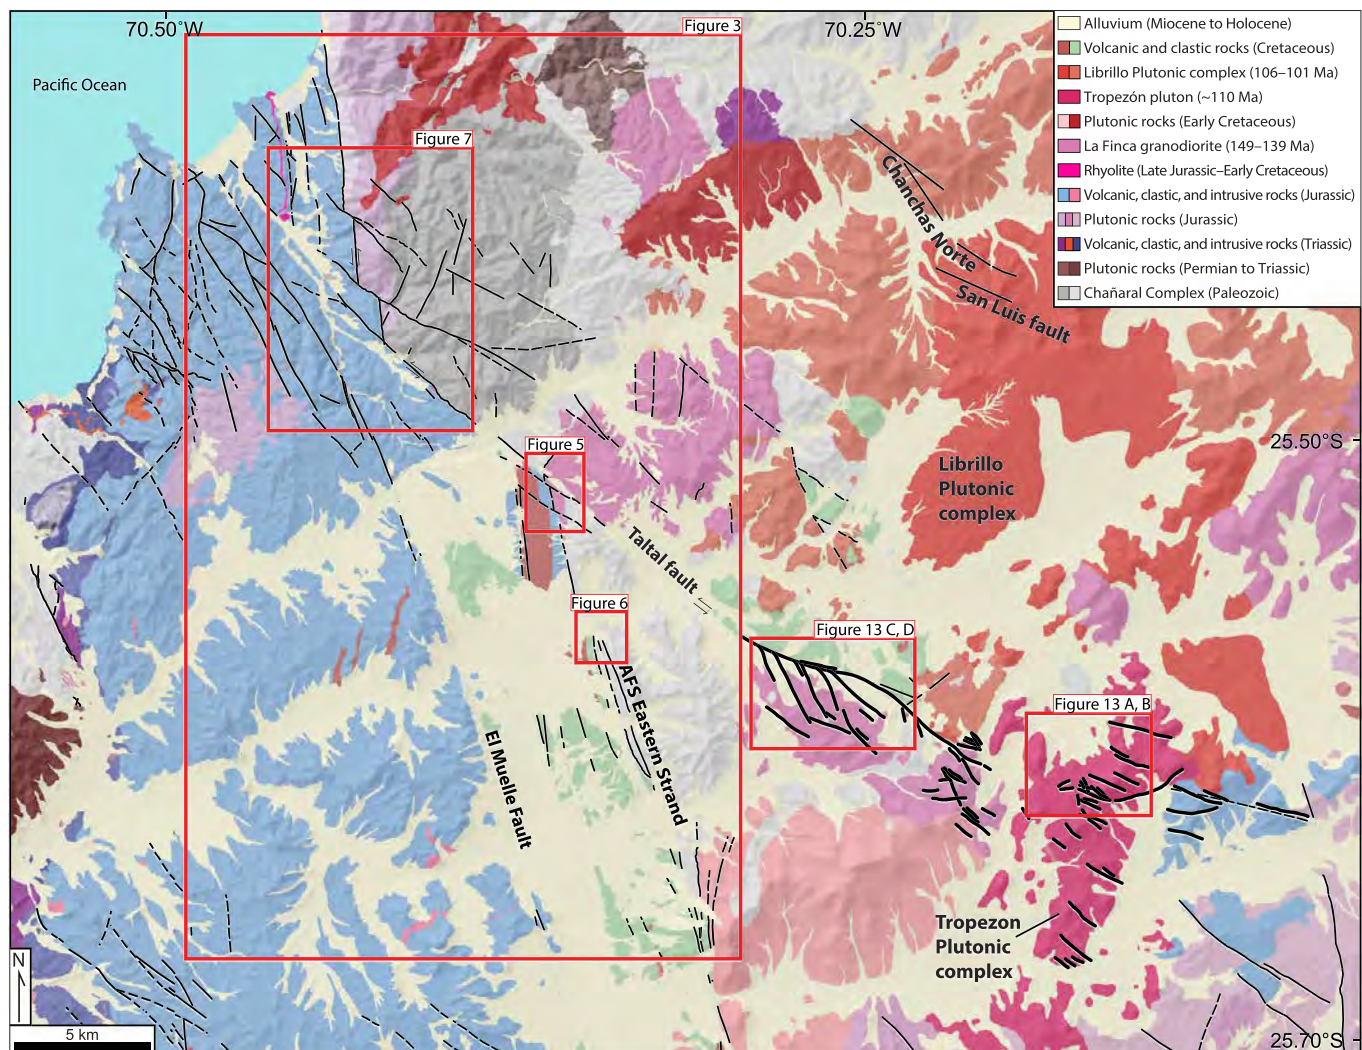 70.50°W
Figure 3
70.25°W
Pacific Ocean
Figure 7
Alluvium (Miocene to Holocene)
Volcanic and clastic rocks (Cretaceous)
Librillo Plutonic complex (106–101 Ma)
Tropezón pluton (~110 Ma)
Plutonic rocks (Early Cretaceous)
La Finca granodiorite (149–139 Ma)
Rhyolite (Late Jurassic–Early Cretaceous)
Volcanic, clastic, and intrusive rocks (Jurassic)
Plutonic rocks (Jurassic)
Volcanic, clastic, and intrusive rocks (Triassic)
Plutonic rocks (Permian to Triassic)
Chañaral Complex (Paleozoic)
Chanchas Norte
San Luis fault
Figure 5
25.50°S
Librillo
Plutonic
complex
Taltal fault
Figure 6
Figure 13 C, D
AFS Eastern Strand
El Muelle Fault
Figure 13 A, B
Tropezon
Plutonic
complex
N
5 km
25.70°S